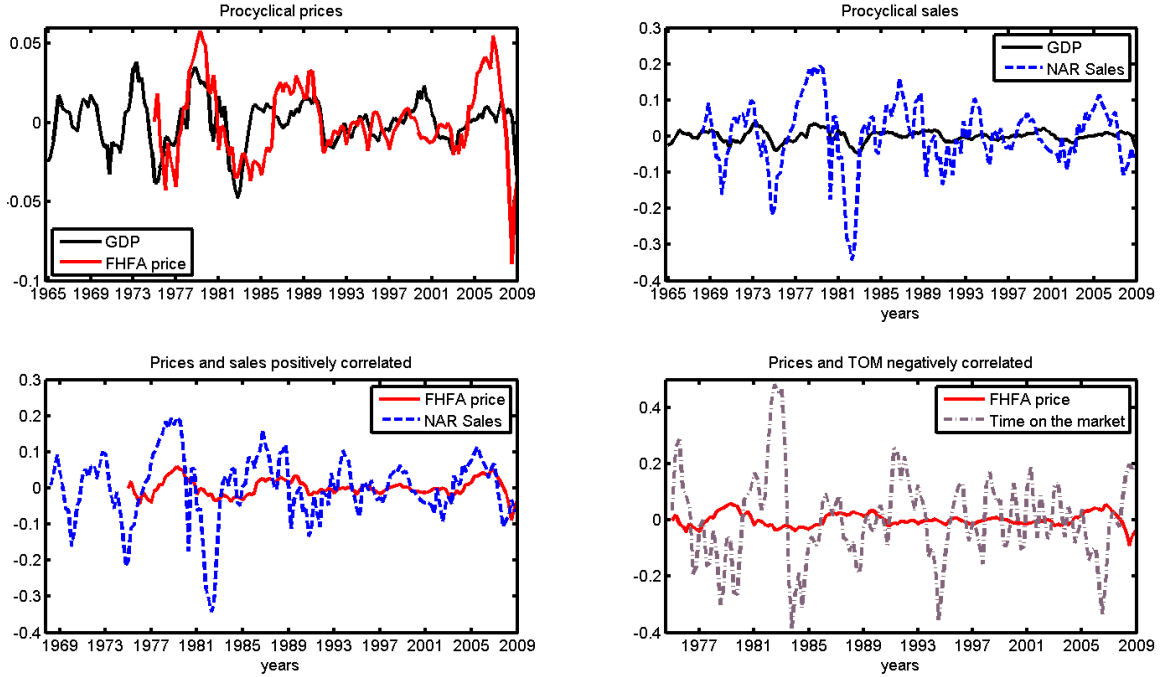 Procyclical prices
0.05
0
-0.05
-0.1
GDP
FHFA price
1965 1969 1973 1977 1981 1985 1989 1993 1997 2001 2005 2009
Procyclical sales
0.3
0.2
0.1
0
-0.1
-0.2
-0.3
-0.4
GDP
NAR Sales
1965 1969 1973 1977 1981 1985 1989 1993 1997 2001 2005 2009
years
Prices and sales positively correlated
0.3
0.2
0.1
0
-0.1
-0.2
-0.3
-0.4
FHFA price
NAR Sales
1969 1973 1977 1981 1985 1989 1993 1997 2001 2005 2009
years
Prices and TOM negatively correlated
0.4
0.2
0
-0.2
-0.4
FHFA price
Time on the market
1977 1981 1985 1989 1993 1997 2001 2005 2009
years